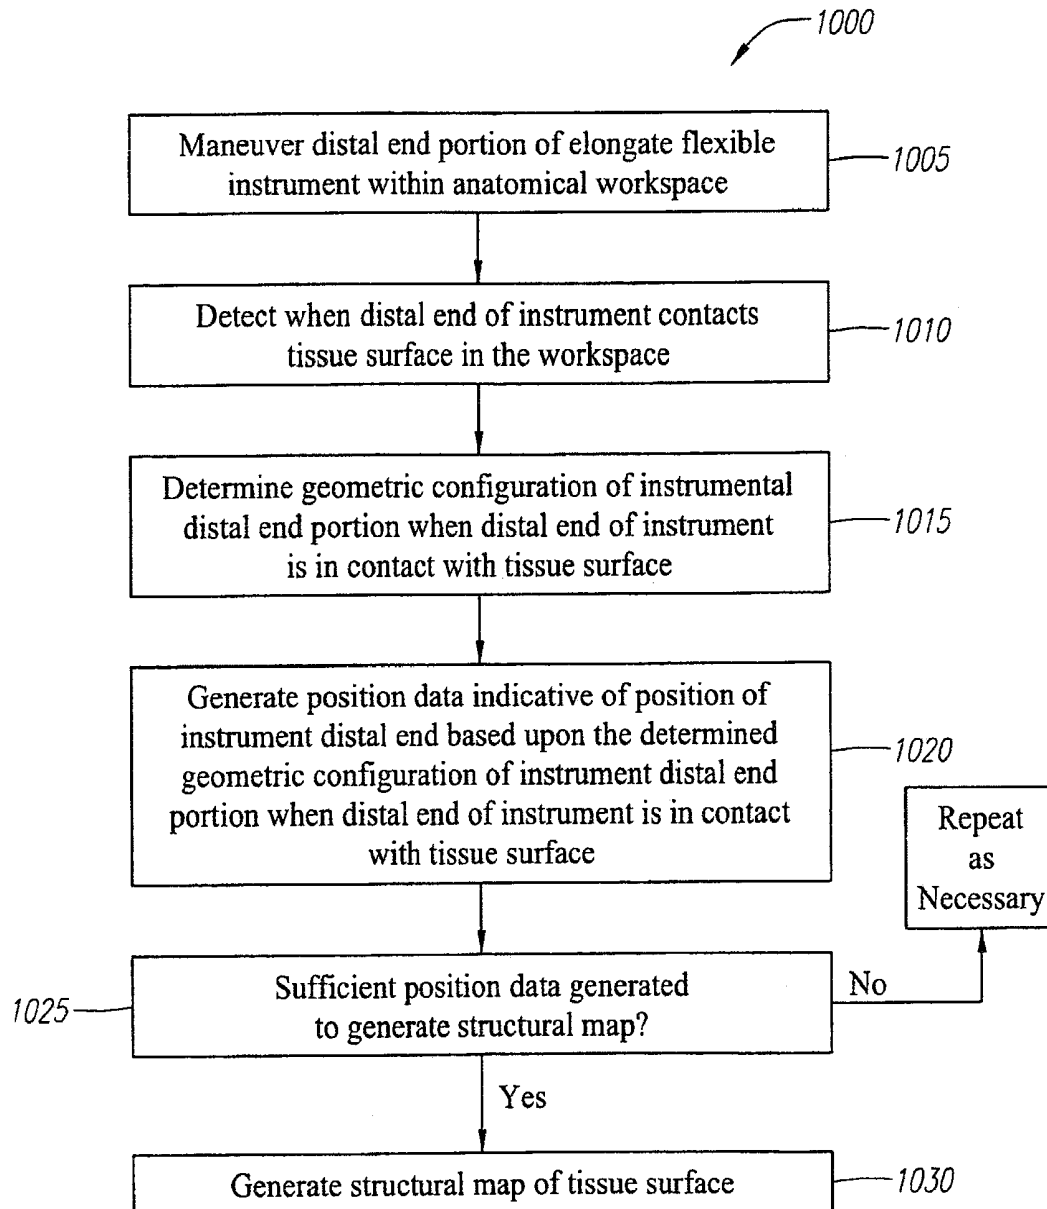 1000
Maneuver distal end portion of elongate flexible
instrument within anatomical workspace
1005
Detect when distal end of instrument contacts
tissue surface in the workspace
1010
Determine geometric configuration of instrumental
distal end portion when distal end of instrument
is in contact with tissue surface
1015
Generate position data indicative of position of
instrument distal end based upon the determined
geometric configuration of instrument distal end
portion when distal end of instrument is in contact
with tissue surface
1020
Repeat
as
Necessary
1025
Sufficient position data generated
to generate structural map?
No
Yes
Generate structural map of tissue surface
1030